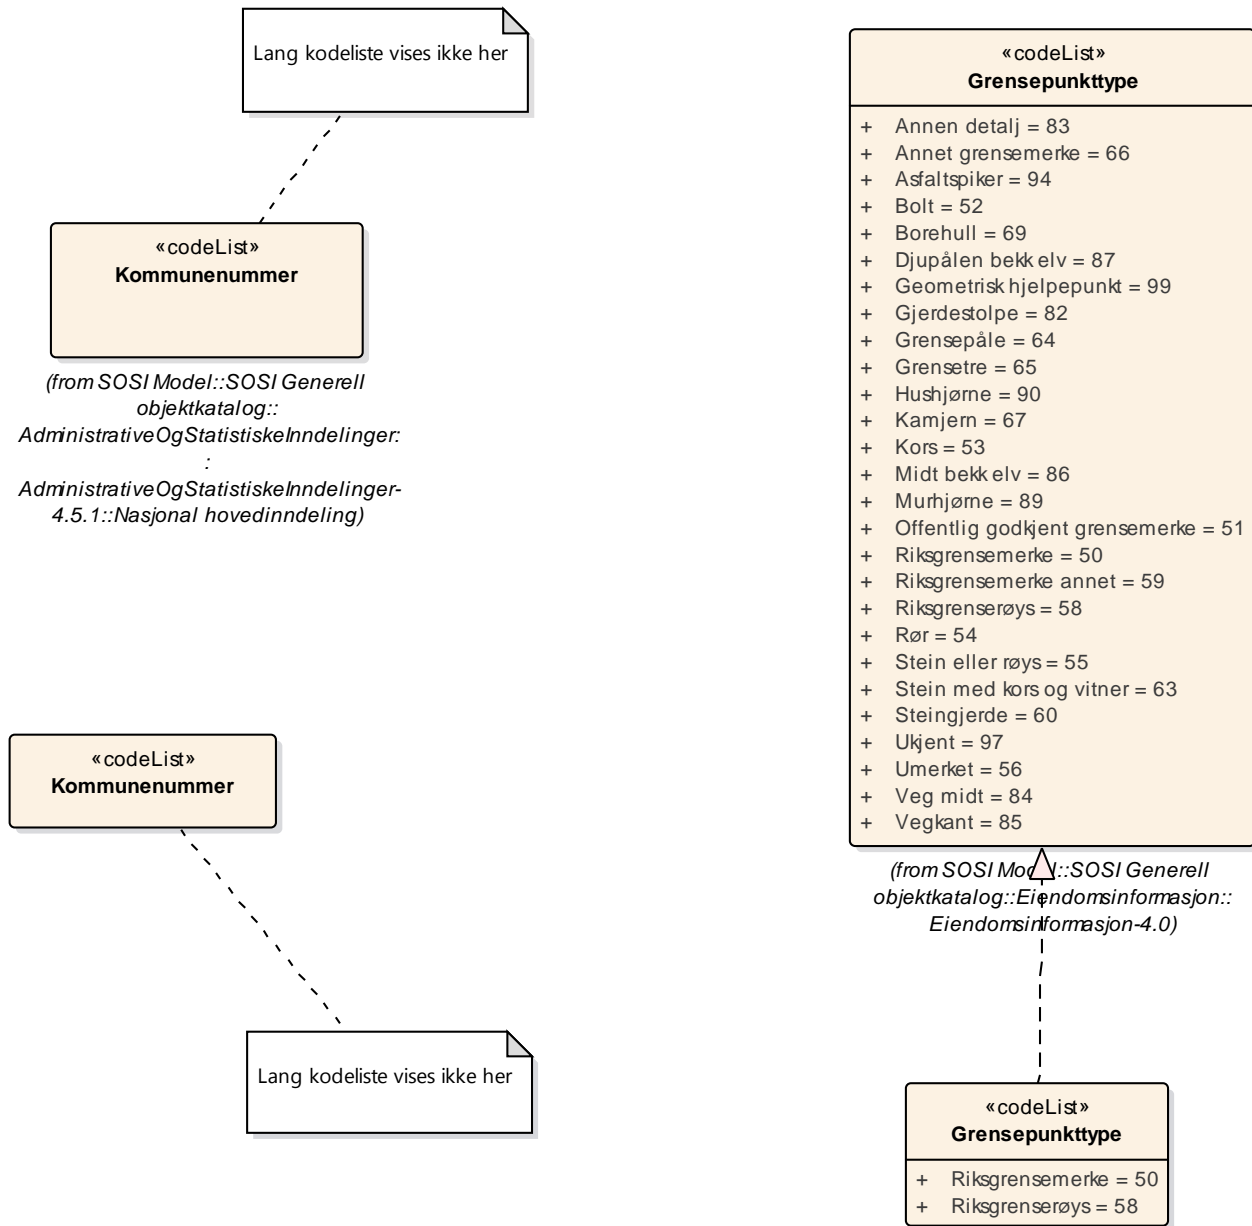 Lang kodeliste vises ikke her
«codeList»
Kommunenummer
(from SOSI Model::SOSI Generell
objektkatalog::
AdministrativeOgStatistiskeInndelinger:
:
AdministrativeOgStatistiskeInndelinger-
4.5.1::Nasjonal hovedinndeling)
«codeList»
Kommunenummer
Lang kodeliste vises ikke her
«codeList»
Grensepunkttype
+ Annen detalj = 83
+ Annet grensemerke = 66
+ Asfaltspiker = 94
+ Bolt = 52
+ Borehull = 69
+ Djupålen bekk elv = 87
+ Geometrisk hjelpepunkt = 99
+ Gjerdestolpe = 82
+ Grensepåle = 64
+ Grensetre = 65
+ Hushjørne = 90
+ Kamjern = 67
+ Kors = 53
+ Midt bekk elv = 86
+ Murhjørne = 89
+ Offentlig godkjent grensemerke = 51
+ Riksgrensemerke = 50
+ Riksgrensemerke annet = 59
+ Riksgrenserøys = 58
+ Rør = 54
+ Stein eller røys = 55
+ Stein med kors og vitner = 63
+ Steingjerde = 60
+ Ukjent = 97
+ Umerket = 56
+ Veg midt = 84
+ Vegkant = 85
(from SOSI Model::SOSI Generell
objektkatalog::Eiendomsinformasjon::
Eiendomsinformasjon-4.0)
«codeList»
Grensepunkttype
+ Riksgrensemerke = 50
+ Riksgrenserøys = 58